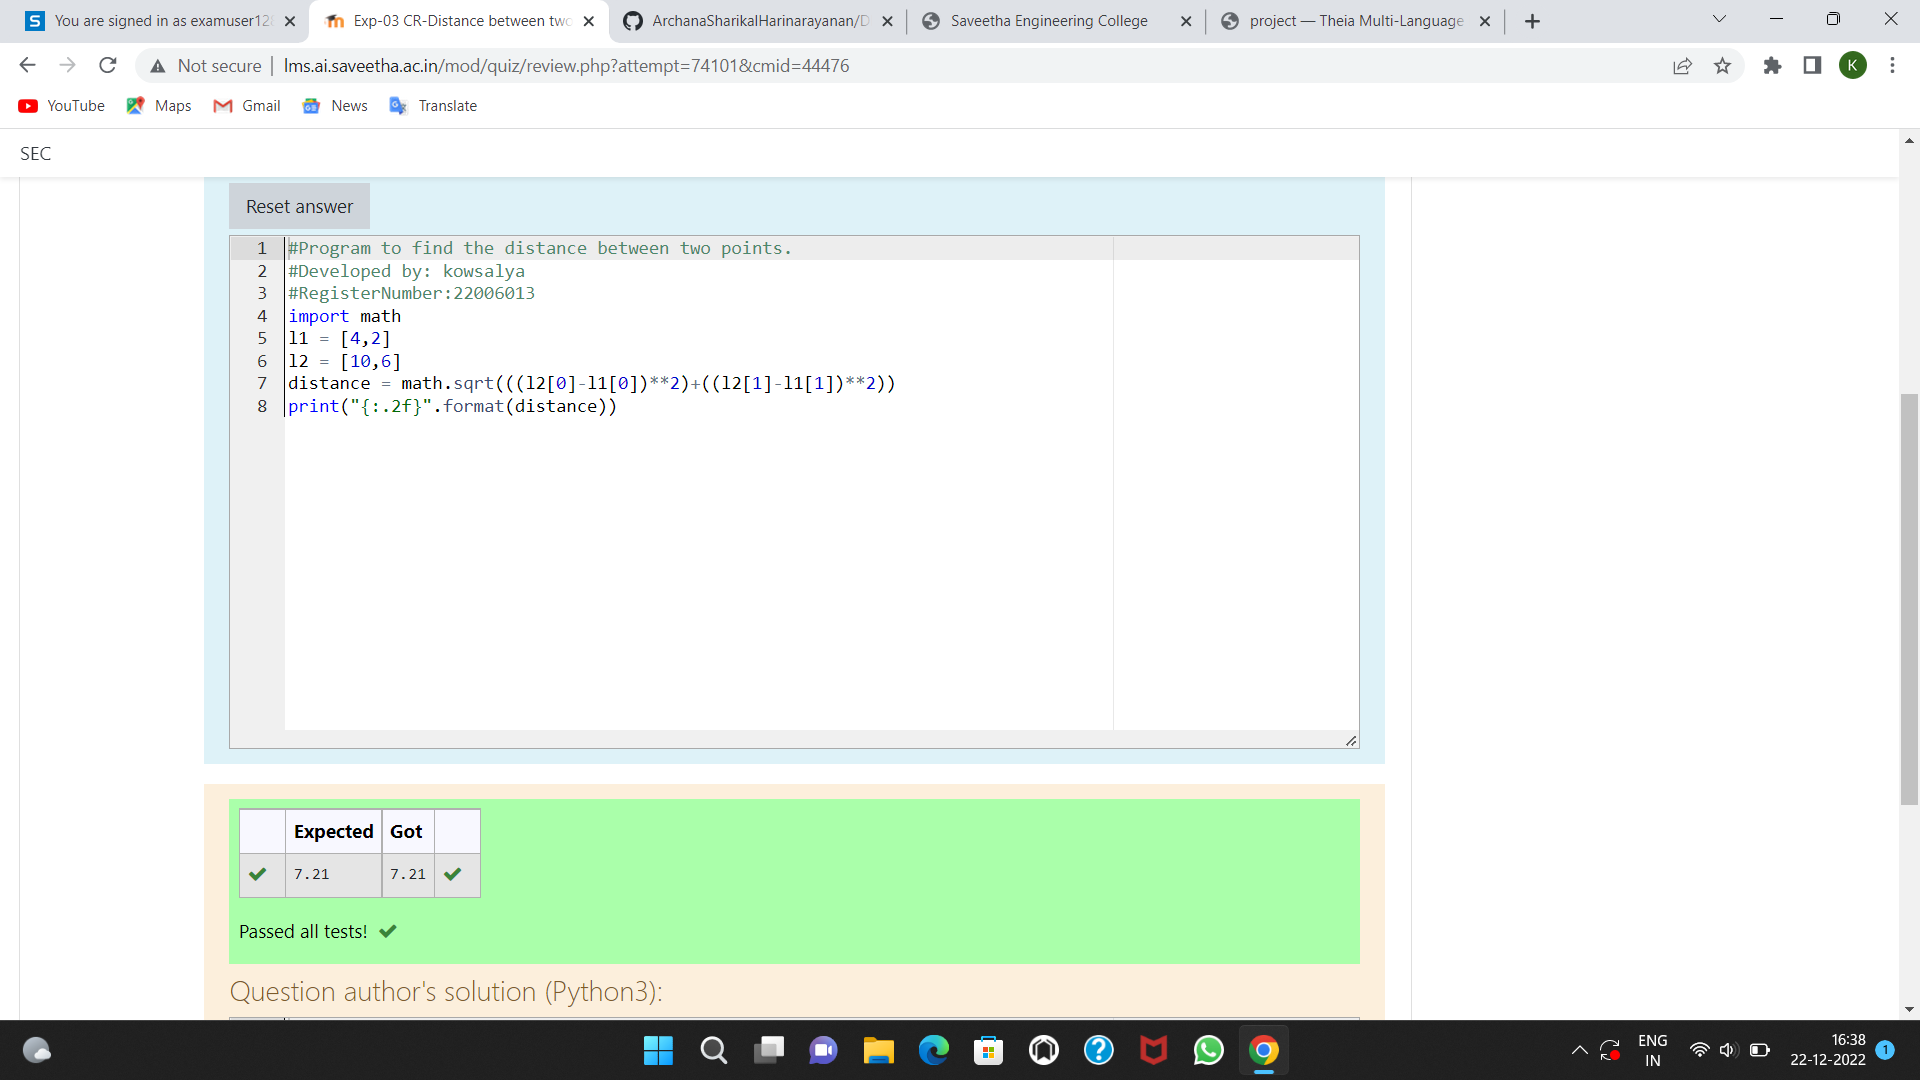 You are signed in as examuser12
Exp-03 CR-Distance between two
ArchanaSharikalHarinarayanan/D
Saveetha Engineering College
project — Theia Multi-Language
Not secure | lms.ai.saveetha.ac.in/mod/quiz/review.php?attempt=74101&cmid=44476
K
YouTube
Maps
Gmail
News
Translate
SEC
Reset answer
1 #Program to find the distance between two points.
2 #Developed by: kowsalya
3 #RegisterNumber:22006013
4 import math
5 l1 = [4,2]
6 l2 = [10,6]
7 distance = math.sqrt(((l2[0]-l1[0])**2)+((l2[1]-l1[1])**2))
8 print("{:.2f}".format(distance))
Expected Got
7.21 7.21
Passed all tests!
Question author's solution (Python3):
ENG
IN
16:38
22-12-2022
1